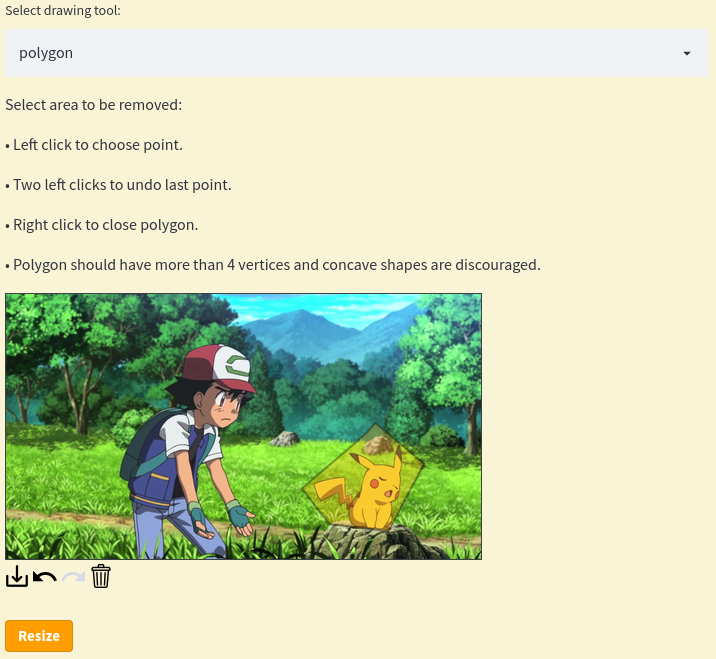 Select drawing tool:
polygon
Select area to be removed:
• Left click to choose point.
• Two left clicks to undo last point.
• Right click to close polygon.
• Polygon should have more than 4 vertices and concave shapes are discouraged.
Resize